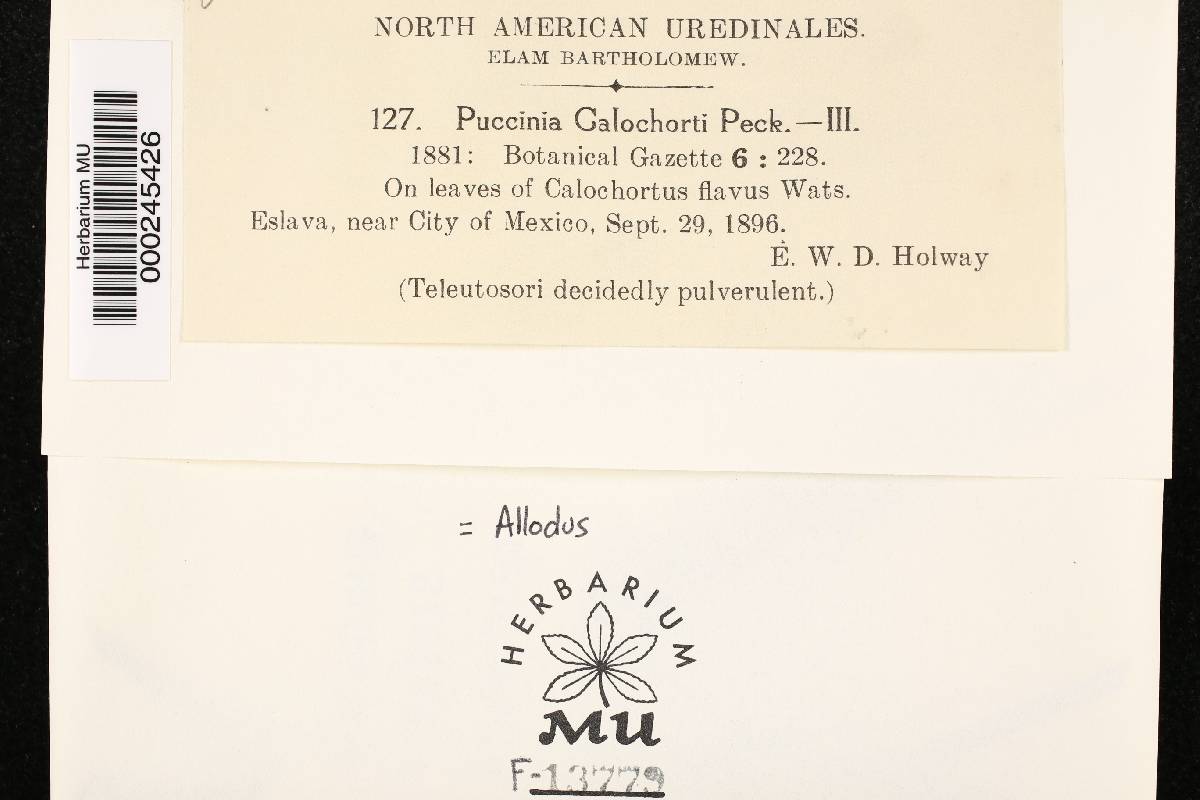 NORTH AMERICAN UREDINALES.
ELAM BARTHOLOMEW.
127. Puccinia Calochorti Peck.—III.
1881: Botanical Gazette 6 : 228.
On leaves of Calochortus flavus Wats.
Eslava, near City of Mexico, Sept. 29, 1896.
E. W. D. Holway
(Teleutosori decidedly pulverulent.)
Herbarium MU
000245426
= Allodus
HERBARIUM
MU
F-13779